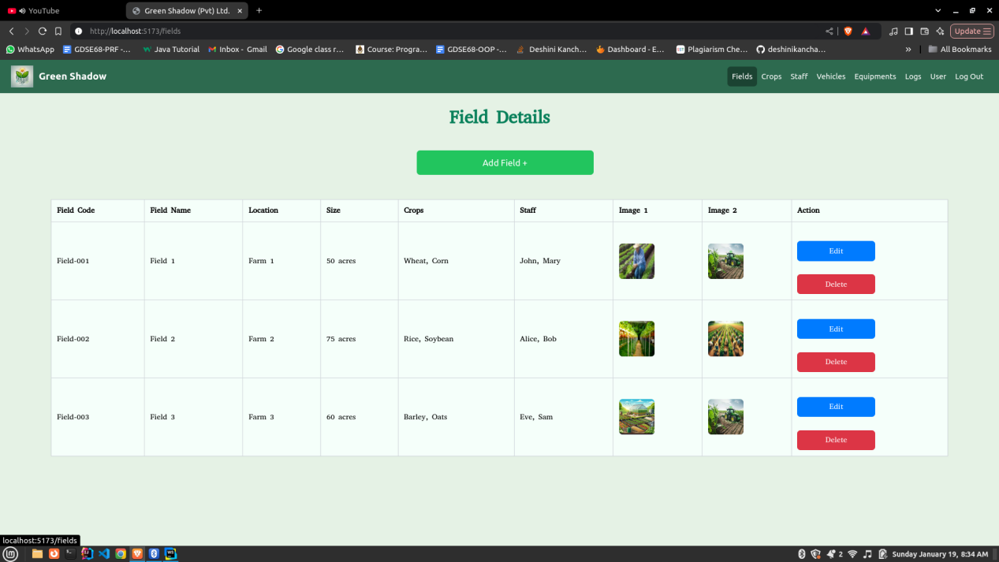 YouTube
Green Shadow (Pvt) Ltd.
http://localhost:5173/fields
Update
WhatsApp
GDSE68-PRF -...
Java Tutorial
Inbox - Gmail
Google class r...
Course: Progra...
GDSE68-OOP -...
Deshini Kanch...
Dashboard - E...
Plagiarism Che...
deshinikancha...
All Bookmarks
Green Shadow
Fields Crops Staff Vehicles Equipments Logs User Log Out
Field Details
Add Field +
Field Code Field Name Location Size Crops Staff Image 1 Image 2 Action
Field-001 Field 1 Farm 1 50 acres Wheat, Corn John, Mary
Edit
Delete
Field-002 Field 2 Farm 2 75 acres Rice, Soybean Alice, Bob
Edit
Delete
Field-003 Field 3 Farm 3 60 acres Barley, Oats Eve, Sam
Edit
Delete
localhost:5173/fields
2
Sunday January 19, 8:34 AM